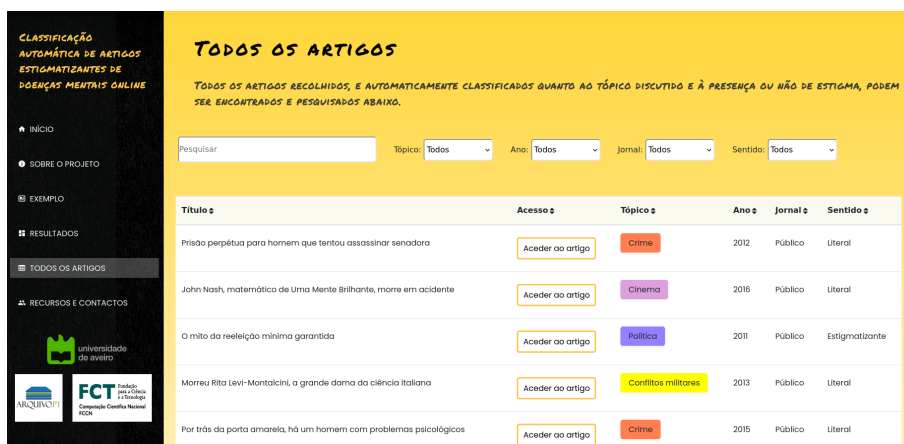 Classificação
automática de artigos
estigmatizantes de
doenças mentais online
INÍCIO
SOBRE O PROJETO
EXEMPLO
RESULTADOS
TODOS OS ARTIGOS
RECURSOS E CONTACTOS
universidade
de aveiro
ARQUIVO.PT
FCT Fundação
para a Ciência
e a Tecnologia
Computação Científica Nacional
FCCN
Todos os artigos
Todos os artigos recolhidos, e automaticamente classificados quanto ao tópico discutido e à presença ou não de estigma, podem
ser encontrados e pesquisados abaixo.
Pesquisar Tópico: Todos Ano: Todos Jornal: Todos Sentido: Todos
Título Acesso Tópico Ano Jornal Sentido
Prisão perpétua para homem que tentou assassinar senadora Aceder ao artigo Crime 2012 Público Literal
John Nash, matemático de Uma Mente Brilhante, morre em acidente Aceder ao artigo Cinema 2016 Público Literal
O mito da reeleição mínima garantida Aceder ao artigo Política 2011 Público Estigmatizante
Morreu Rita Levi-Montalcini, a grande dama da ciência italiana Aceder ao artigo Conflitos militares 2013 Público Literal
Por trás da porta amarela, há um homem com problemas psicológicos Aceder ao artigo Crime 2015 Público Literal